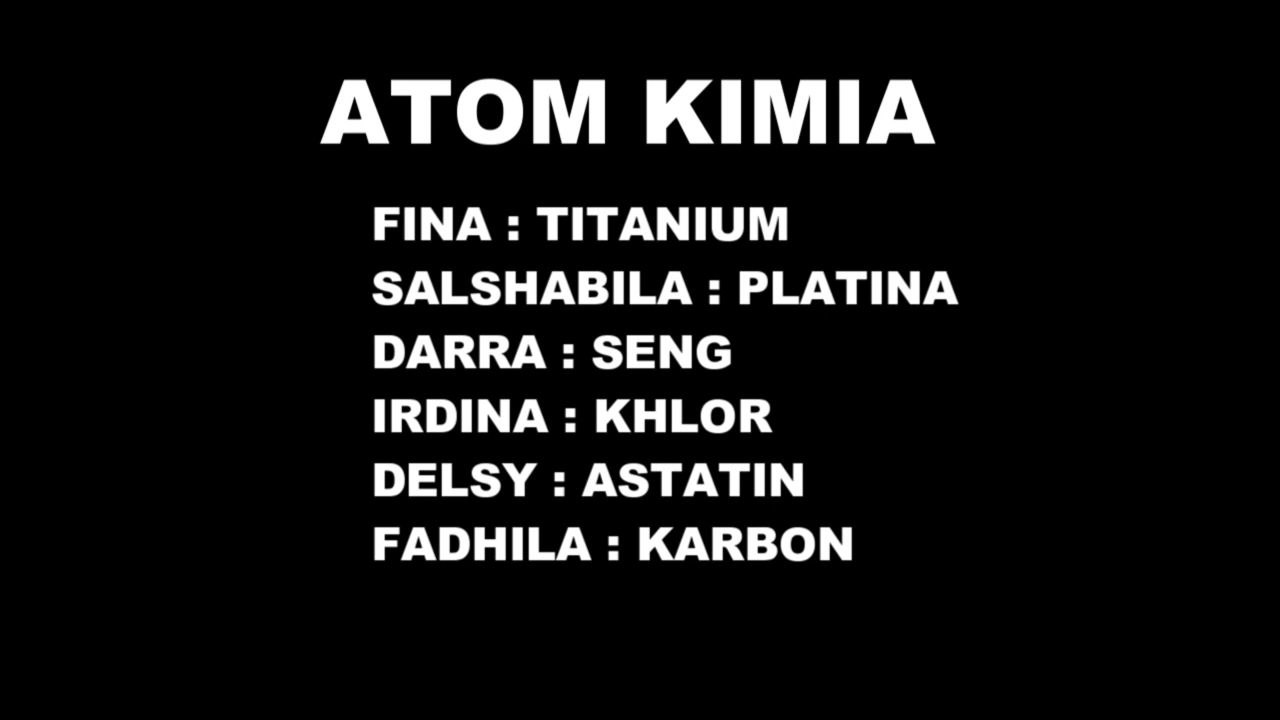 ATOM KIMIA
FINA : TITANIUM
SALSHABILA : PLATINA
DARRA : SENG
IRDINA : KHLOR
DELSY : ASTATIN
FADHILA : KARBON